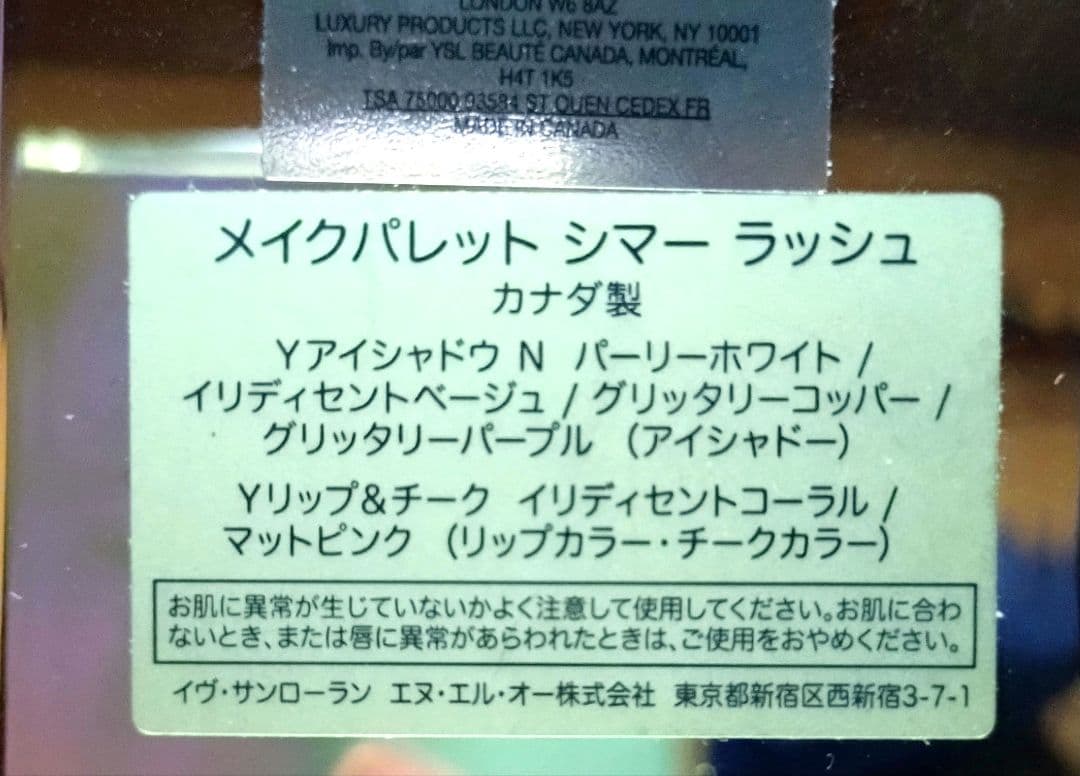 LONDON W6 8AZ
LUXURY PRODUCTS LLC, NEW YORK, NY 10001
Imp. By/par YSL BEAUTÉ CANADA, MONTRÉAL,
H4T 1K5
TSA 75000 93584 ST OUEN CEDEX FR
MADE IN CANADA
メイクパレット シマー ラッシュ
カナダ製
Yアイシャドウ N パーリーホワイト /
イリディセントベージュ / グリッタリーコッパー /
グリッタリーパープル （アイシャドー）
Yリップ&チーク イリディセントコーラル /
マットピンク （リップカラー・チークカラー）
お肌に異常が生じていないかよく注意して使用してください。お肌に合わ
ないとき、または唇に異常があらわれたときは、ご使用をおやめください。
イヴ・サンローラン エヌ・エル・オー株式会社 東京都新宿区西新宿3-7-1